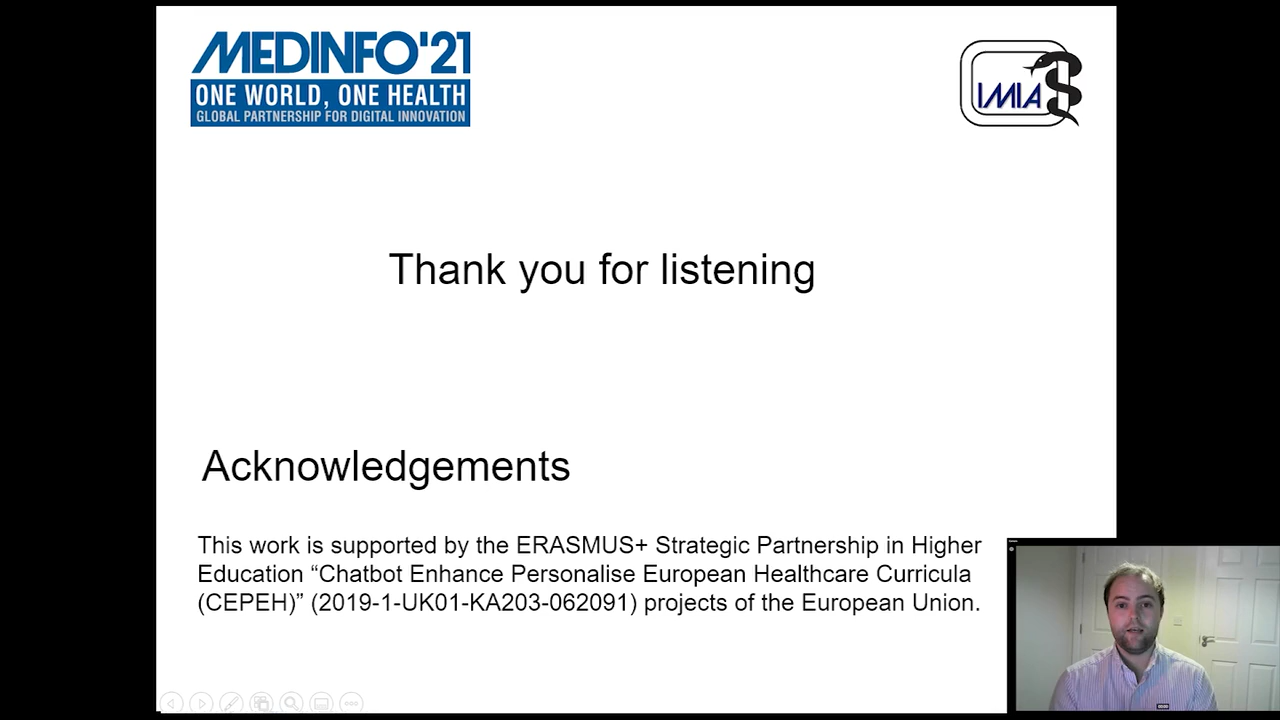 MEDINFO'21
ONE WORLD, ONE HEALTH
GLOBAL PARTNERSHIP FOR DIGITAL INNOVATION
IMIA
Thank you for listening
Acknowledgements
This work is supported by the ERASMUS+ Strategic Partnership in Higher
Education “Chatbot Enhance Personalise European Healthcare Curricula
(CEPEH)” (2019-1-UK01-KA203-062091) projects of the European Union.